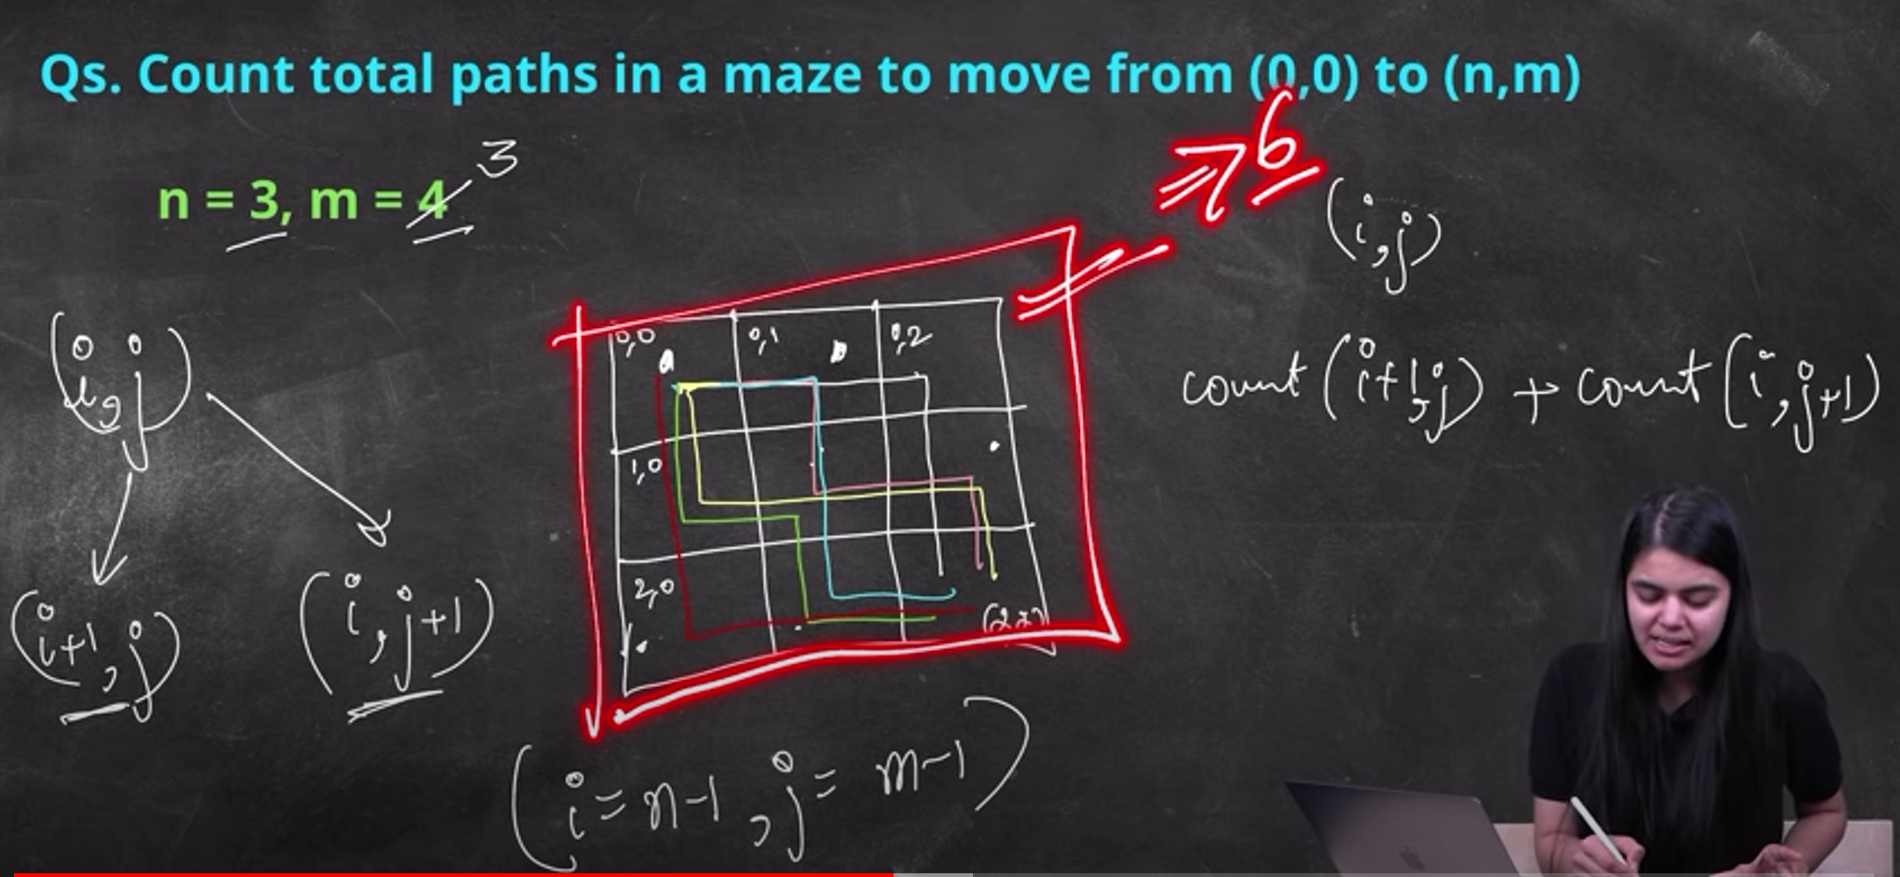 Qs. Count total paths in a maze to move from (0,0) to (n,m)
n = 3, m = 4 3
⇒ 6
(i,j)
(i,j)
(i+1,j)
(i,j+1)
0,0 0,1 0,2
1,0
2,0 (2,2)
(i=n-1, j=m-1)
count(i+1,j) + count(i,j+1)